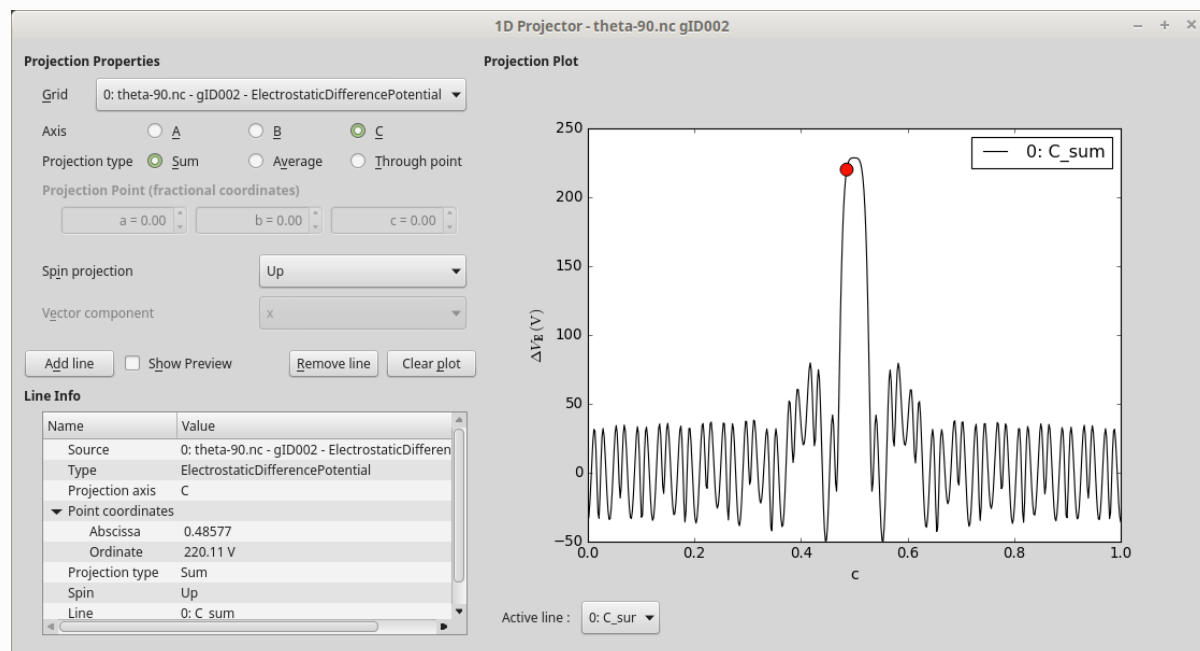 1D Projector - theta-90.nc gID002
Projection Properties
Grid
0: theta-90.nc - gID002 - ElectrostaticDifferencePotential
Axis
A
B
C
Projection type
Sum
Average
Through point
Projection Point (fractional coordinates)
a = 0.00
b = 0.00
c = 0.00
Spin projection
Up
Vector component
x
Add line
Show Preview
Remove line
Clear plot
Line Info
Name Value
Source 0: theta-90.nc - gID002 - ElectrostaticDifferen
Type ElectrostaticDifferencePotential
Projection axis C
Point coordinates
Abscissa 0.48577
Ordinate 220.11 V
Projection type Sum
Spin Up
Line 0: C_sum
Projection Plot
0: C_sum
250
200
150
100
50
0
−50
ΔV_E (V)
0.0 0.2 0.4 0.6 0.8 1.0
c
Active line :
0: C_sur